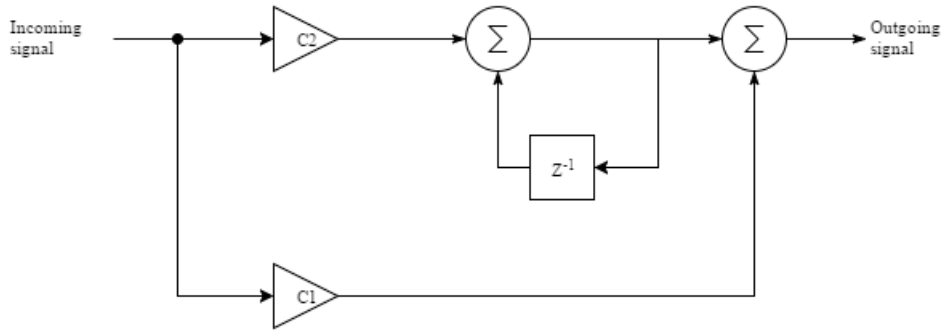 Incoming
signal
C2
Σ
Σ
Outgoing
signal
Z-1
C1